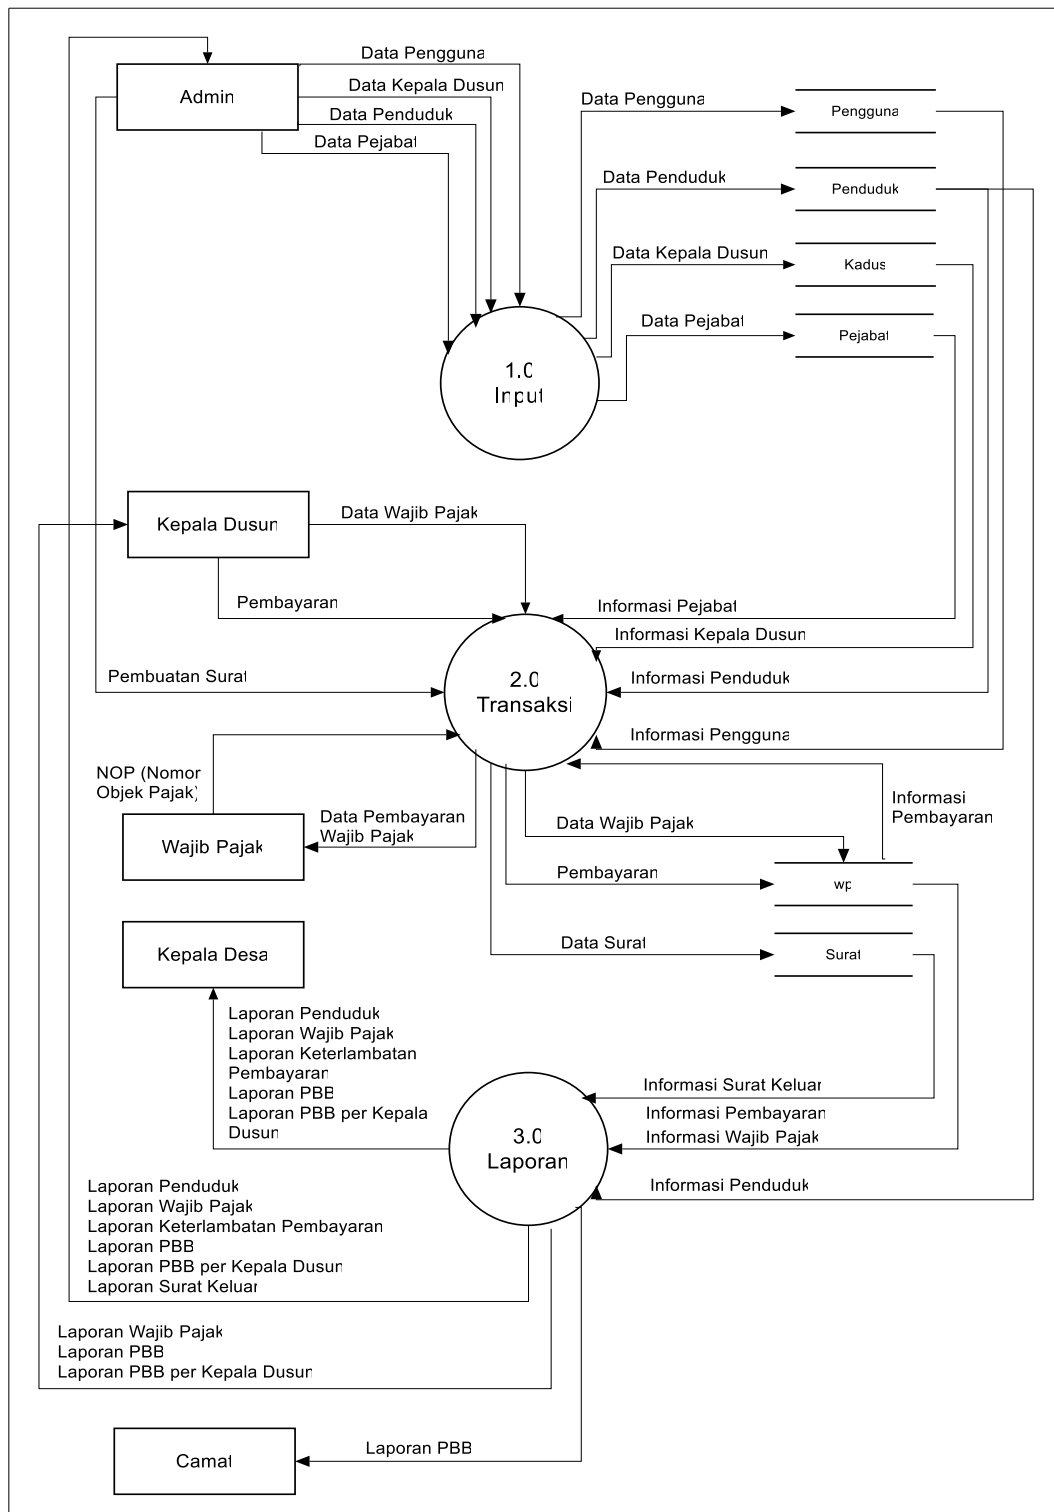 Data Pengguna
Admin
Data Kepala Dusun
Data Penduduk
Data Pejabat
Data Pengguna
Pengguna
Data Penduduk
Penduduk
Data Kepala Dusun
Kadus
Data Pejabat
Pejabat
1.0
Input
Kepala Dusun
Data Wajib Pajak
Pembayaran
Informasi Pejabat
Informasi Kepala Dusun
Pembuatan Surat
2.0
Transaksi
Informasi Penduduk
Informasi Pengguna
NOP (Nomor
Objek Pajak)
Wajib Pajak
Data Pembayaran
Wajib Pajak
Data Wajib Pajak
Informasi
Pembayaran
Pembayaran
wp
Data Surat
Surat
Kepala Desa
Laporan Penduduk
Laporan Wajib Pajak
Laporan Keterlambatan
Pembayaran
Laporan PBB
Laporan PBB per Kepala
Dusun
Informasi Surat Keluar
Informasi Pembayaran
Informasi Wajib Pajak
3.0
Laporan
Informasi Penduduk
Laporan Penduduk
Laporan Wajib Pajak
Laporan Keterlambatan Pembayaran
Laporan PBB
Laporan PBB per Kepala Dusun
Laporan Surat Keluar
Laporan Wajib Pajak
Laporan PBB
Laporan PBB per Kepala Dusun
Camat
Laporan PBB